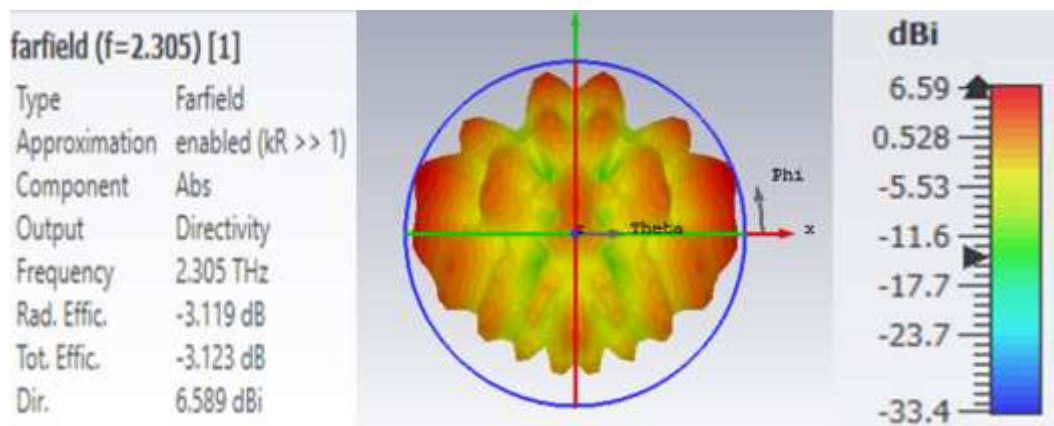 farfield (f=2.305) [1]
Type Farfield
Approximation enabled (kR >> 1)
Component Abs
Output Directivity
Frequency 2.305 THz
Rad. Effic. -3.119 dB
Tot. Effic. -3.123 dB
Dir. 6.589 dBi
Phi
z Theta x
dBi
6.59
0.528
-5.53
-11.6
-17.7
-23.7
-33.4